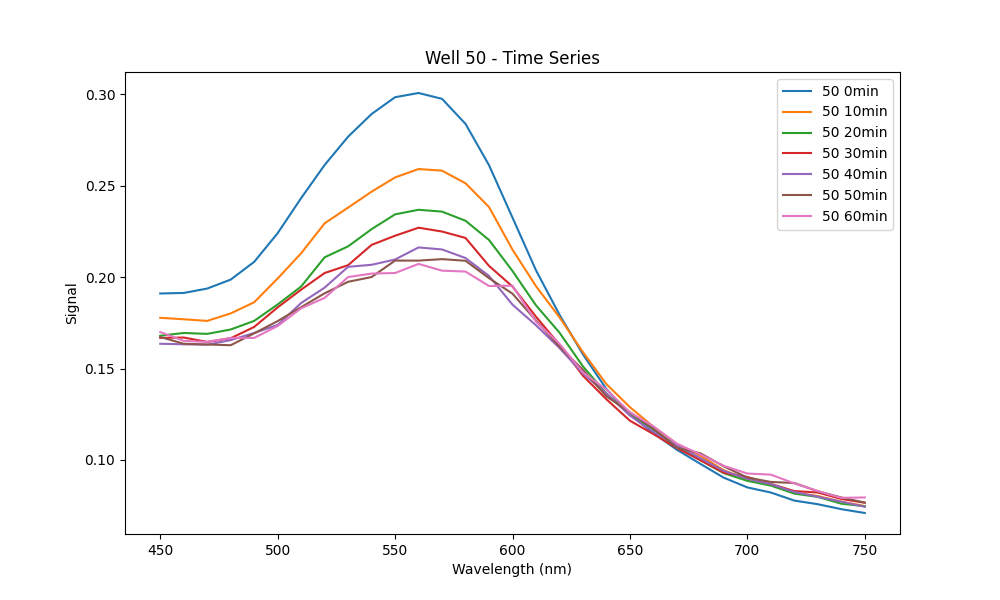 Well 50 - Time Series
Signal
0.30
0.25
0.20
0.15
0.10
50 0min
50 10min
50 20min
50 30min
50 40min
50 50min
50 60min
450 500 550 600 650 700 750
Wavelength (nm)